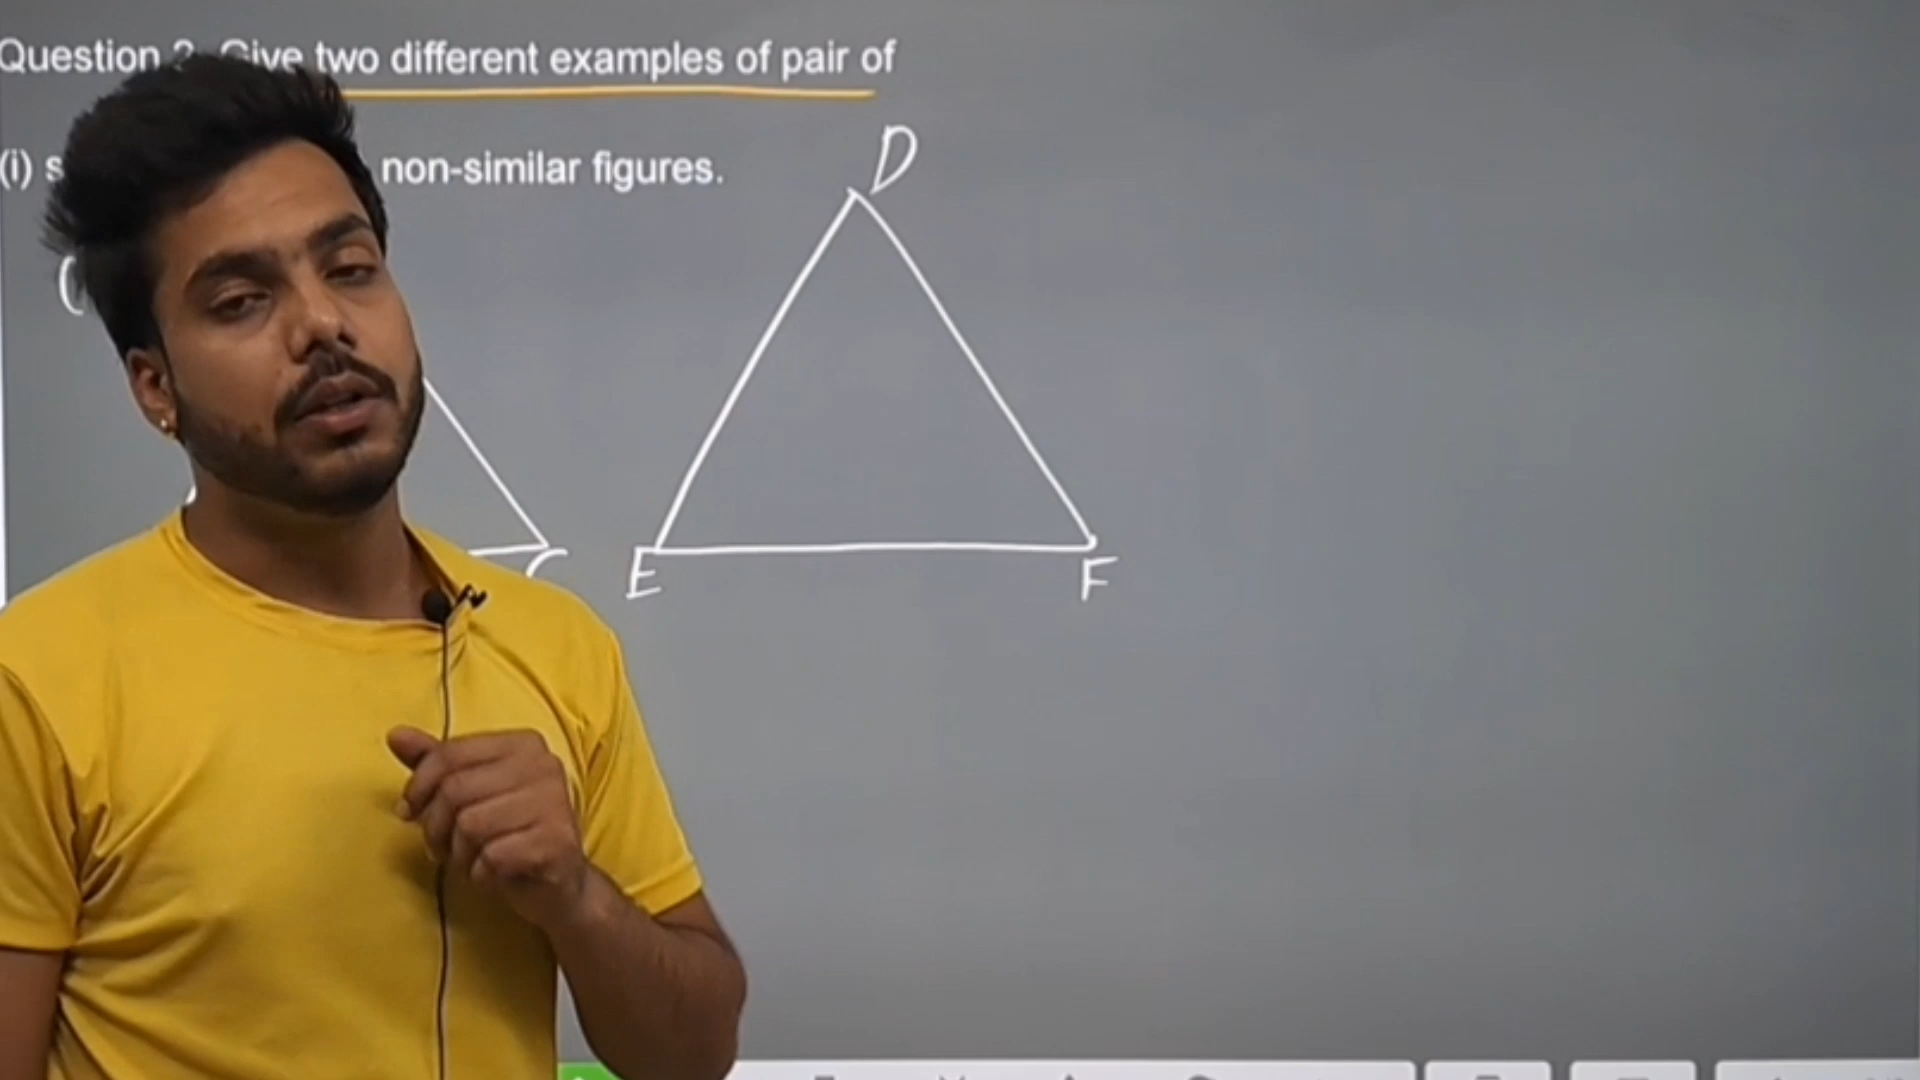 Question 2. Give two different examples of pair of
(i) s non-similar figures.
D
(
C
E
F